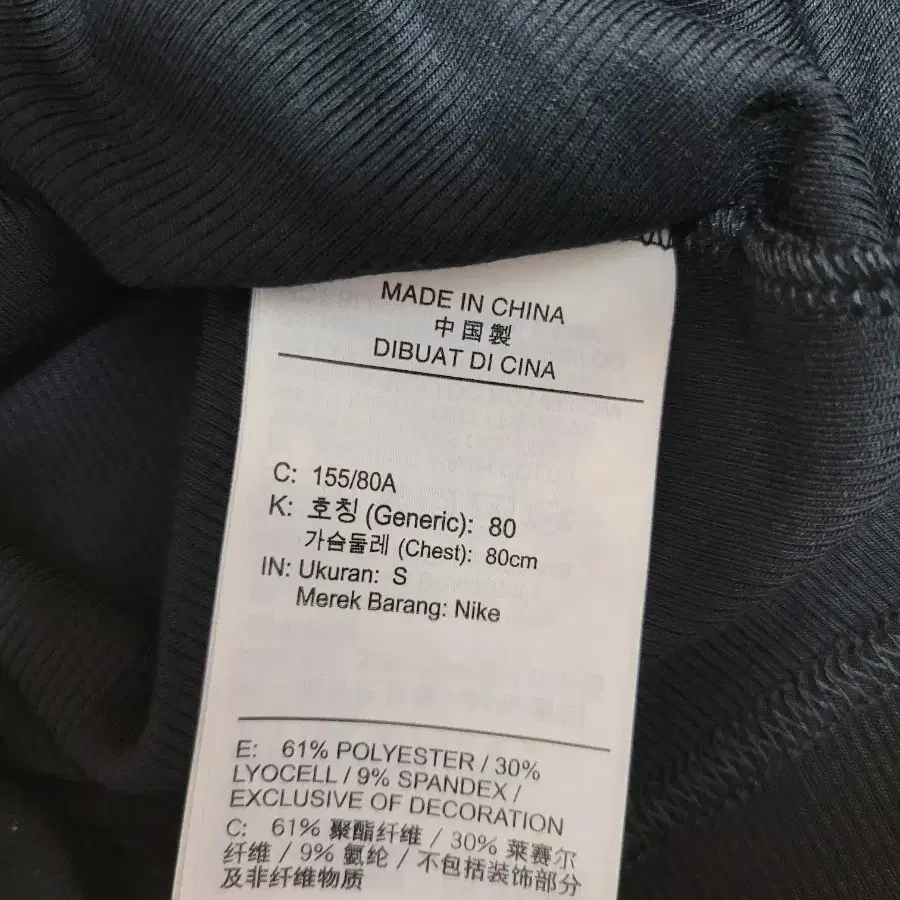 MADE IN CHINA
中国製
DIBUAT DI CINA
C: 155/80A
K: 호칭 (Generic): 80
가슴둘레 (Chest): 80cm
IN: Ukuran: S
Merek Barang: Nike
E: 61% POLYESTER / 30%
LYOCELL / 9% SPANDEX /
EXCLUSIVE OF DECORATION
C: 61% 聚酯纤维 / 30% 莱赛尔
纤维 / 9% 氨纶 / 不包括装饰部分
及非纤维物质